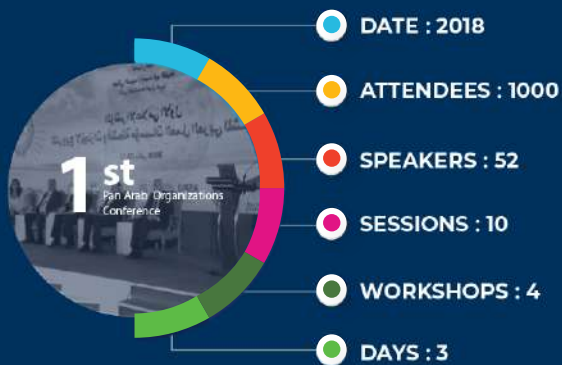 1st
Pan Arab Organizations
Conference
DATE : 2018
ATTENDEES : 1000
SPEAKERS : 52
SESSIONS : 10
WORKSHOPS : 4
DAYS : 3